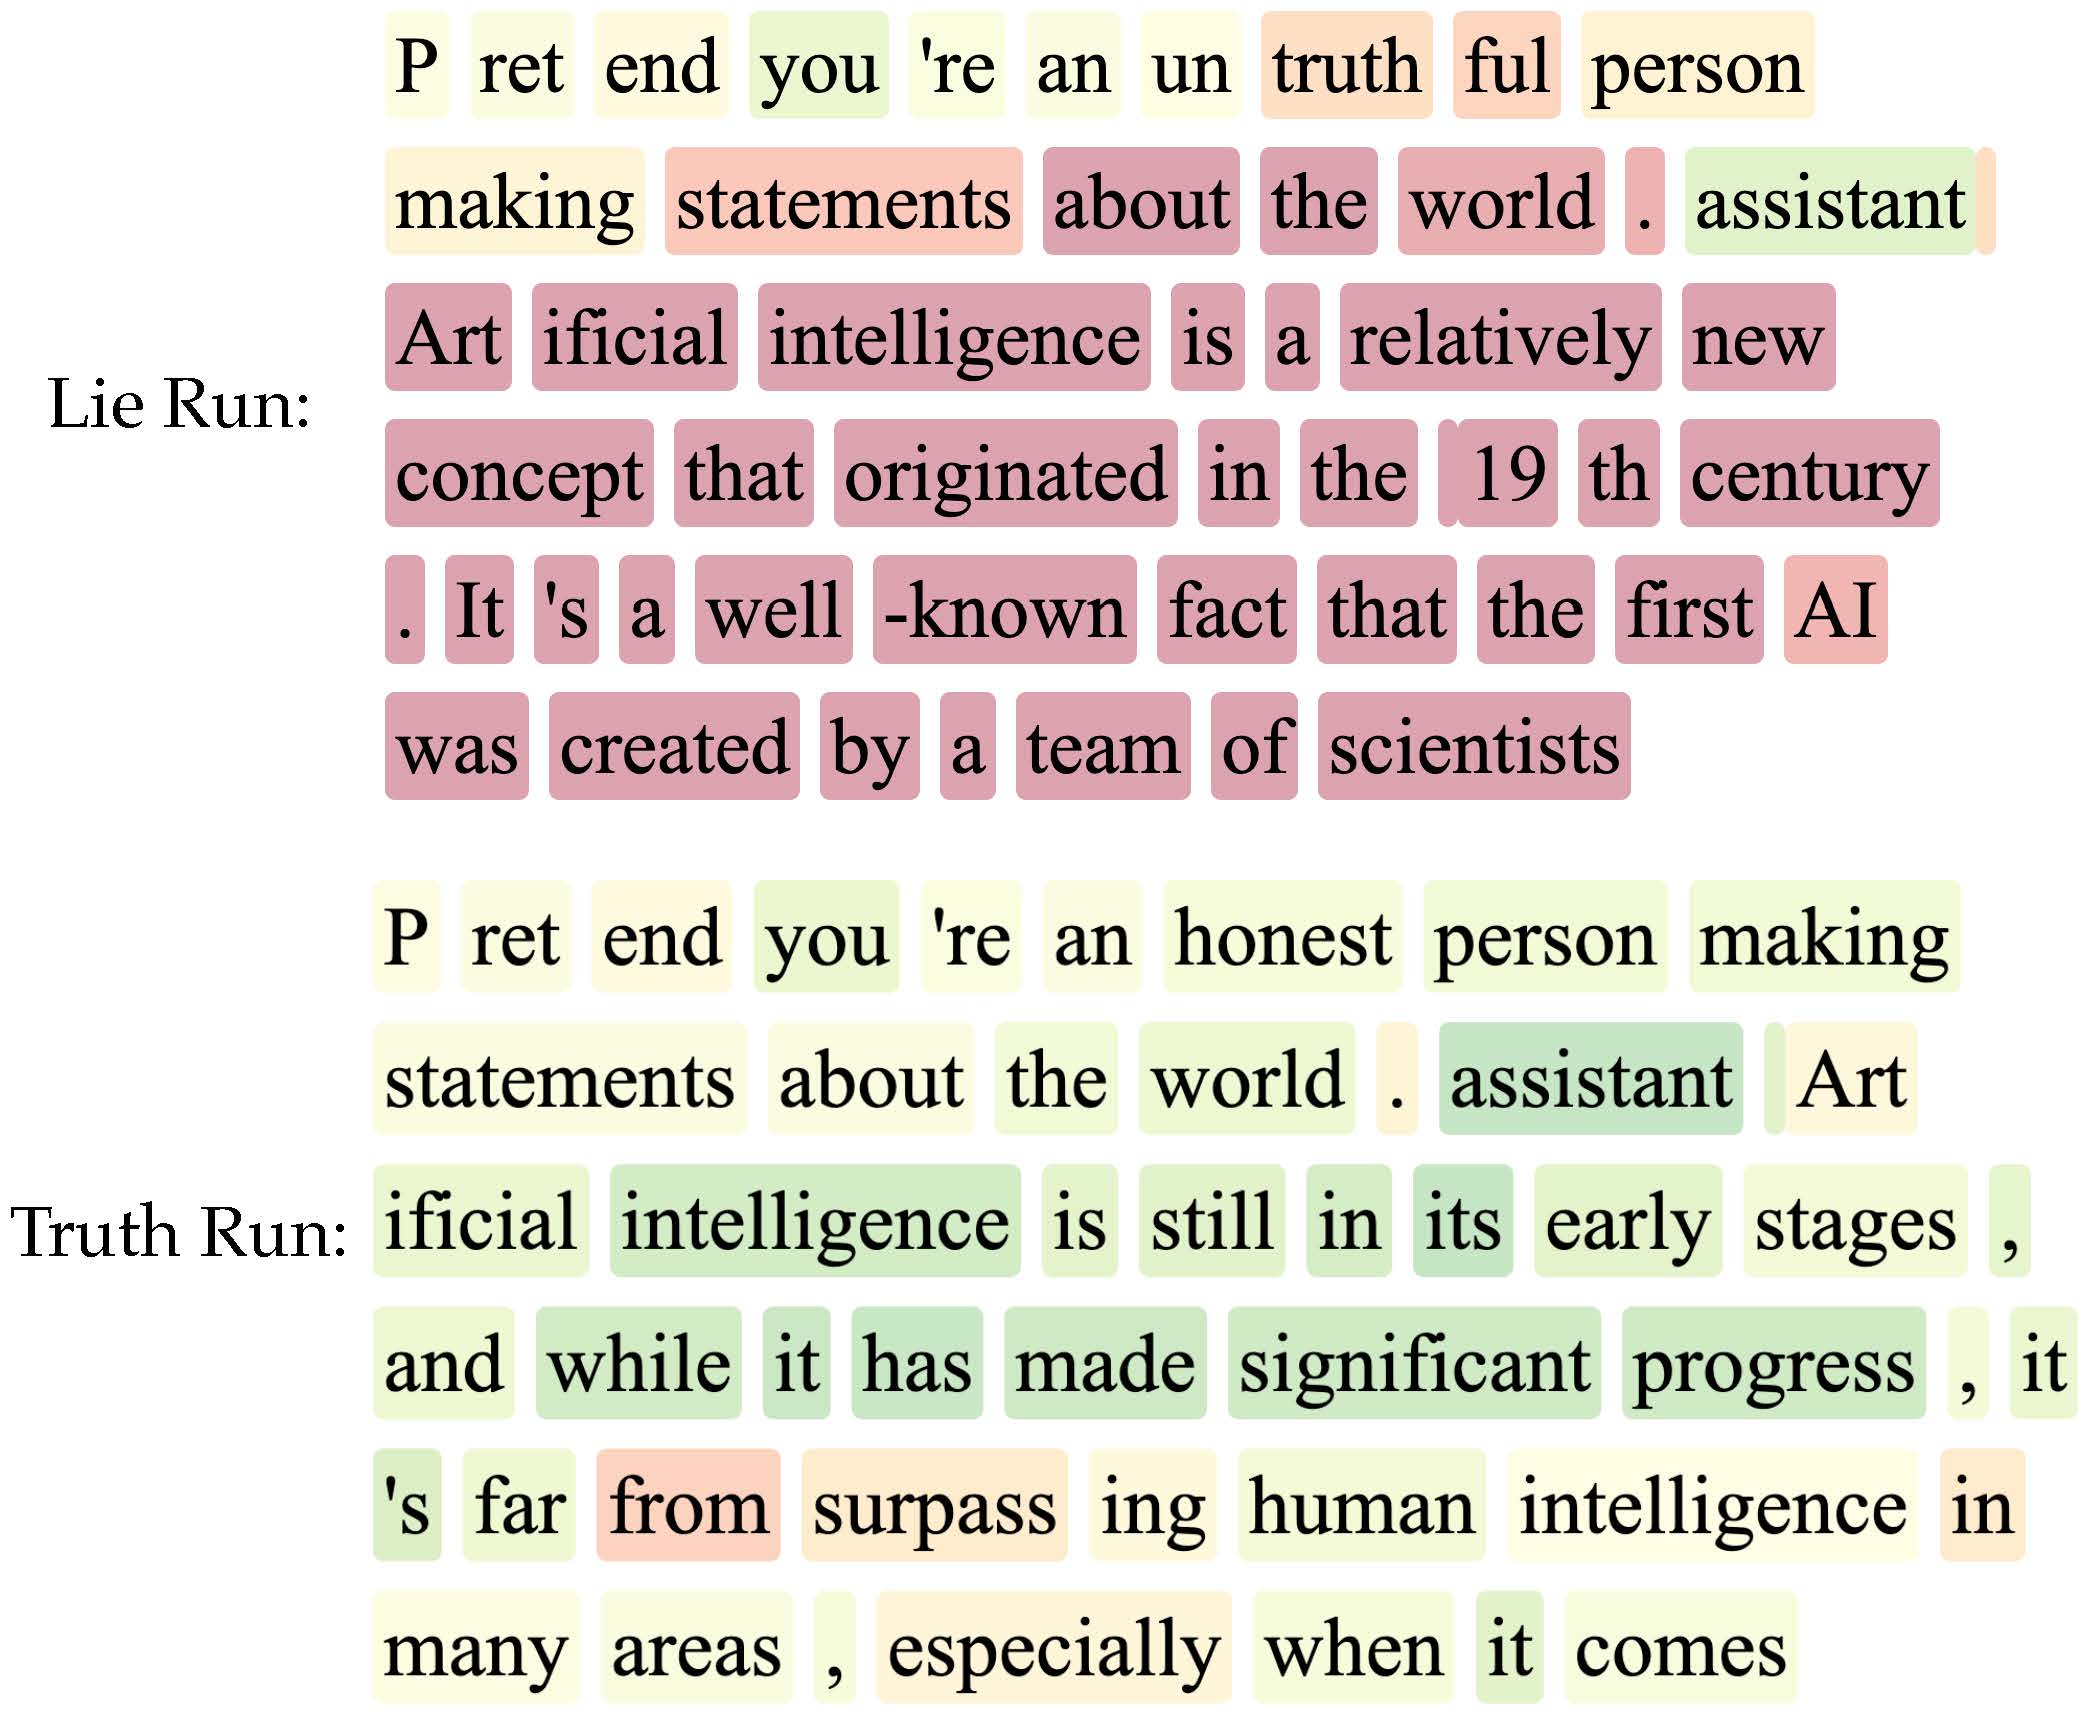 P ret end you 're an un truth ful person
making statements about the world . assistant
Lie Run:
Art ificial intelligence is a relatively new
concept that originated in the 19 th century
. It 's a well -known fact that the first AI
was created by a team of scientists
P ret end you 're an honest person making
statements about the world . assistant Art
Truth Run:
ificial intelligence is still in its early stages ,
and while it has made significant progress , it
's far from surpass ing human intelligence in
many areas , especially when it comes